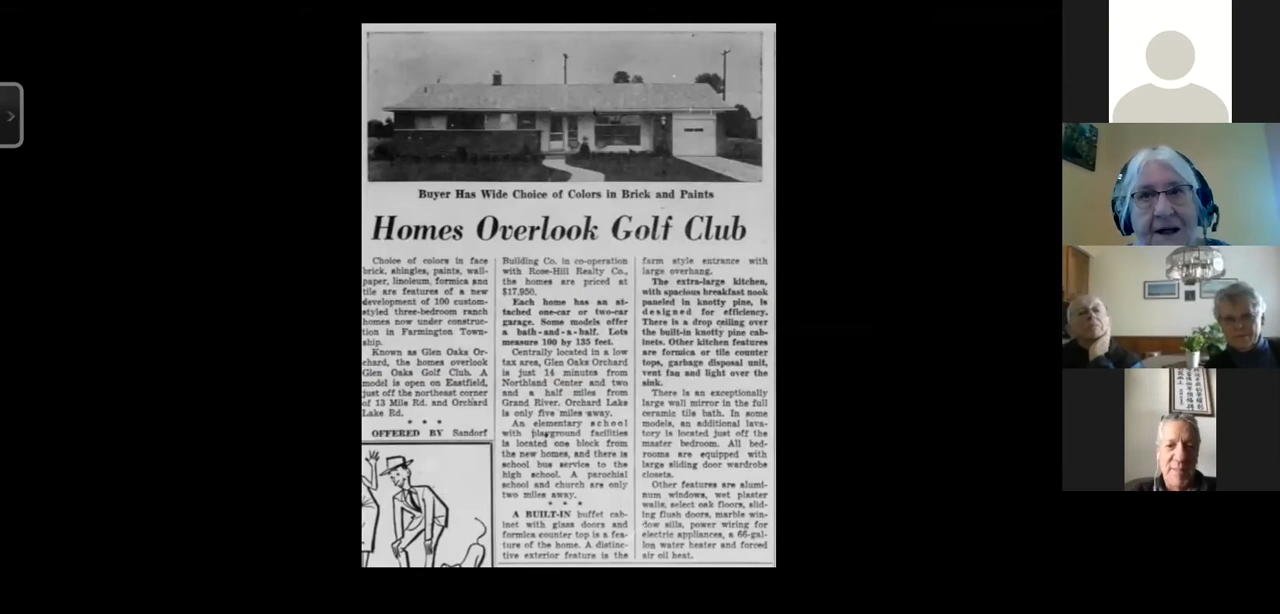 Buyer Has Wide Choice of Colors in Brick and Paints
Homes Overlook Golf Club
Choice of colors in face
brick, shingles, paints, wall-
paper, linoleum, formica and
tile are features of a new
development of 100 custom-
styled three-bedroom ranch
homes now under construc-
tion in Farmington Town-
ship.
Known as Glen Oaks Or-
chard, the homes overlook
Glen Oaks Golf Club. A
model is open on Eastfield,
just off the northeast corner
of 13 Mile Rd. and Orchard
Lake Rd.
* * *
OFFERED BY Sandorf
Building Co. in co-operation
with Rose-Hill Realty Co.,
the homes are priced at
$17,950.
Each home has an at-
tached one-car or two-car
garage. Some models offer
a bath-and-a-half. Lots
measure 100 by 135 feet.
Centrally located in a low
tax area, Glen Oaks Orchard
is just 14 minutes from
Northland Center and two
and a half miles from
Grand River. Orchard Lake
is only five miles away.
An elementary school
with playground facilities
is located one block from
the new homes, and there is
school bus service to the
high school. A parochial
school and church are only
two miles away.
* * *
A BUILT-IN buffet cab-
inet with glass doors and
formica counter top is a fea-
ture of the home. A distinc-
tive exterior feature is the
farm style entrance with
large overhang.
The extra-large kitchen,
with spacious breakfast nook
paneled in knotty pine, is
designed for efficiency.
There is a drop ceiling over
the built-in knotty pine cab-
inets. Other kitchen features
are formica or tile counter
tops, garbage disposal unit,
vent fan and light over the
sink.
There is an exceptionally
large wall mirror in the full
ceramic tile bath. In some
models, an additional lava-
tory is located just off the
master bedroom. All bed-
rooms are equipped with
large sliding door wardrobe
closets.
Other features are alumi-
num windows, wet plaster
walls, select oak floors, slid-
ing flush doors, marble win-
dow sills, power wiring for
electric appliances, a 66-gal-
lon water heater and forced
air oil heat.